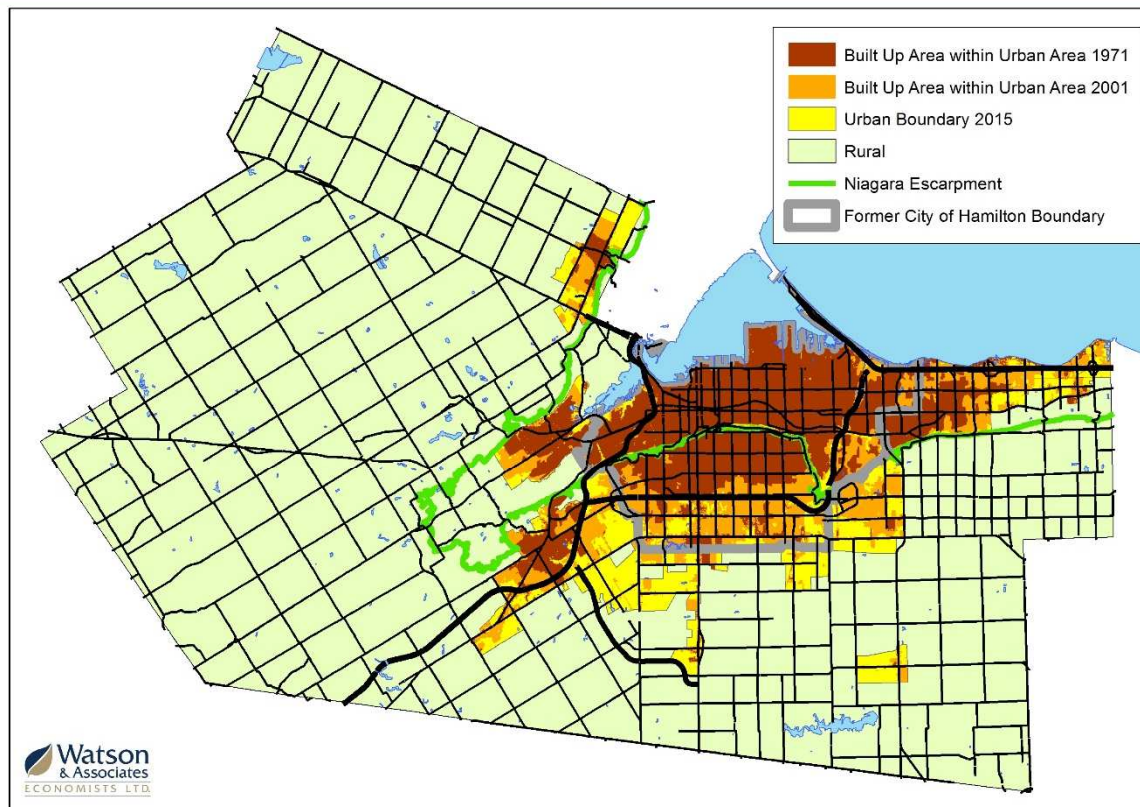 Built Up Area within Urban Area 1971
Built Up Area within Urban Area 2001
Urban Boundary 2015
Rural
Niagara Escarpment
Former City of Hamilton Boundary
Watson
& Associates
ECONOMISTS LTD.